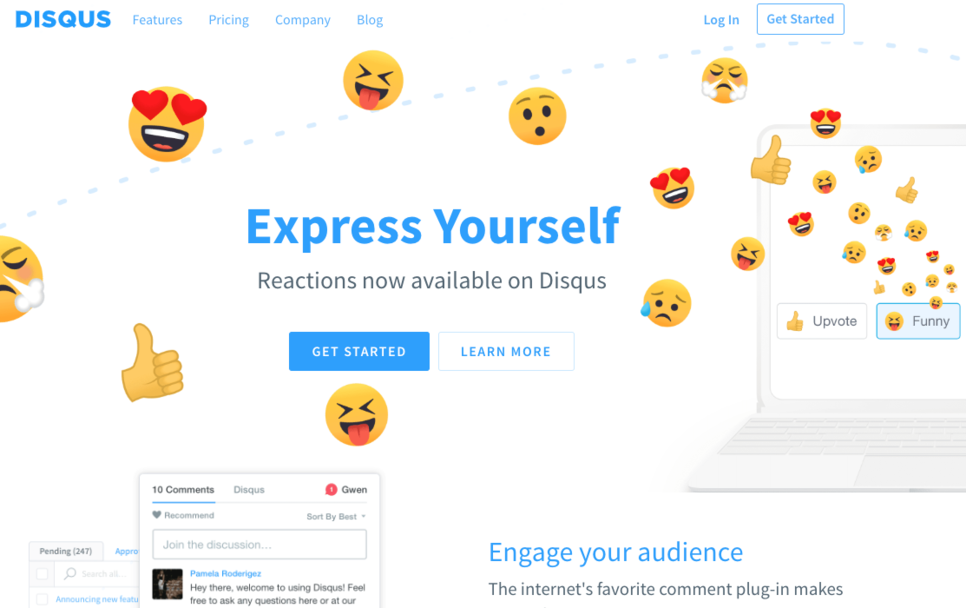 DISQUS Features Pricing Company Blog Log In Get Started
Express Yourself
Reactions now available on Disqus
GET STARTED LEARN MORE
Upvote Funny
10 Comments Disqus 1 Gwen
Recommend Sort By Best
Join the discussion...
Pamela Roderigez
Hey there, welcome to using Disqus! Feel
free to ask any questions here or at our
Pending (247) Appro
Search all...
Announcing new featu
Engage your audience
The internet's favorite comment plug-in makes